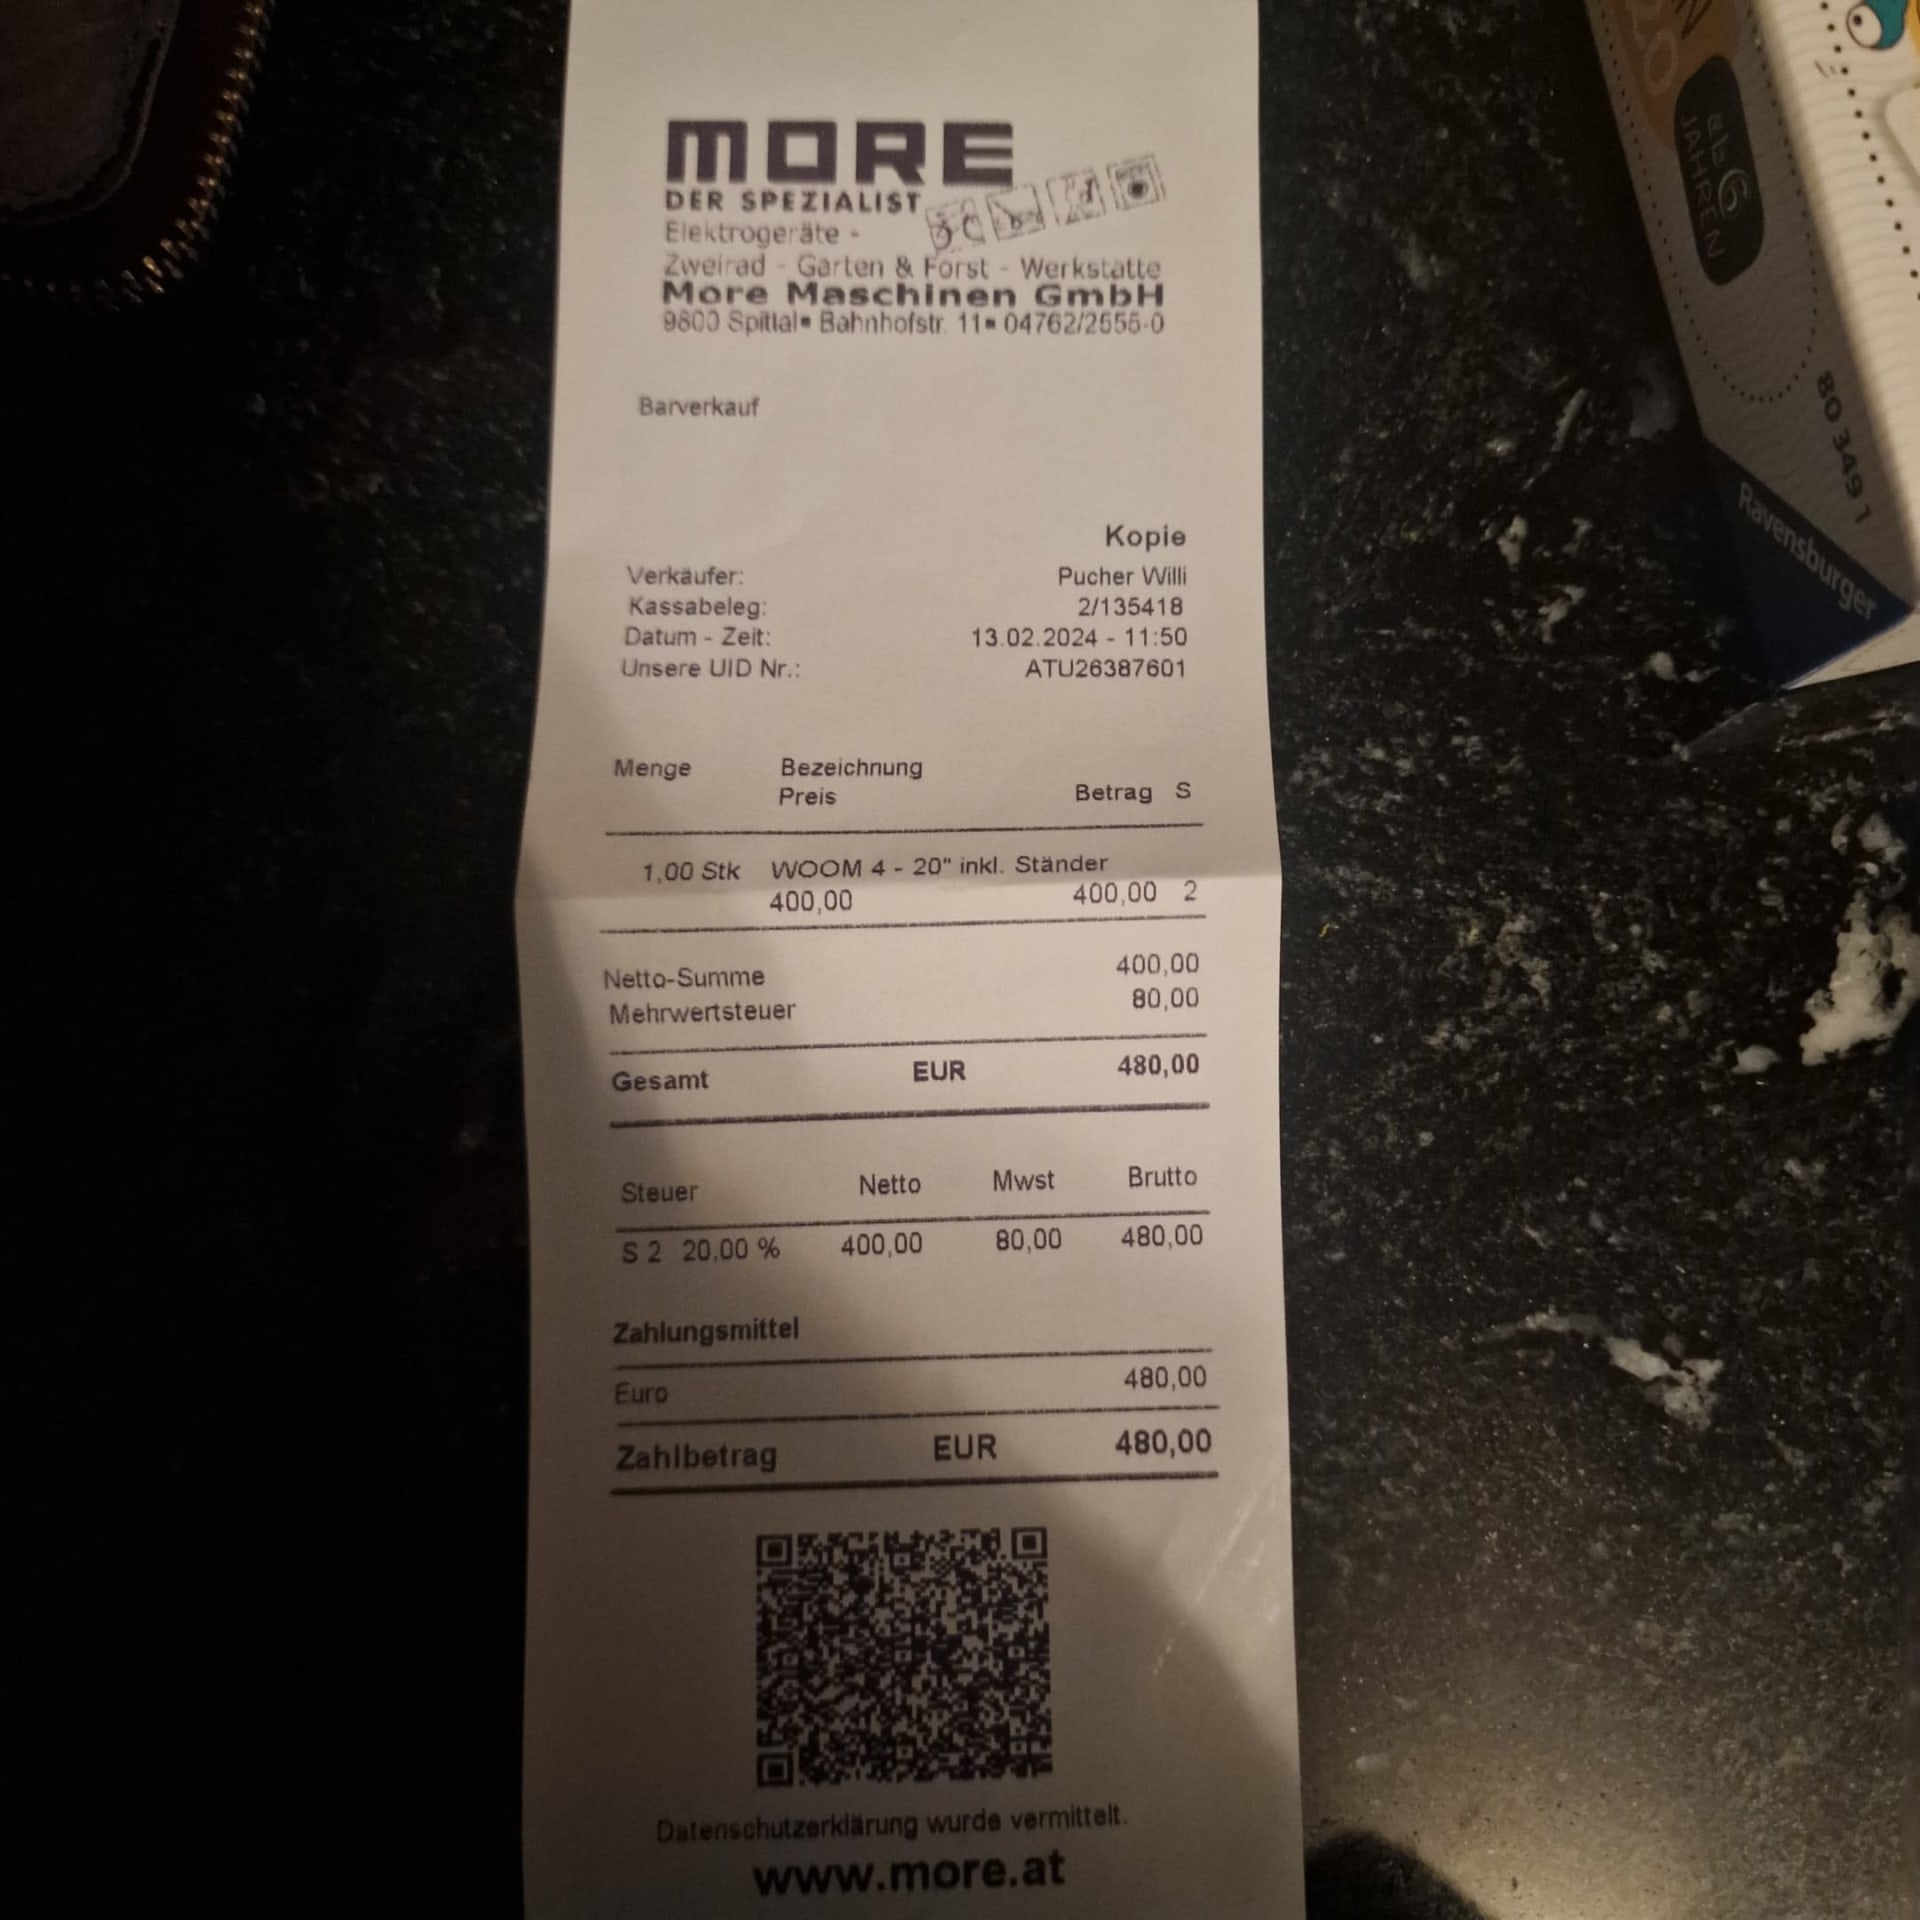 MORE
DER SPEZIALIST
Elektrogeräte -
Zweirad - Garten & Forst - Werkstätte
More Maschinen GmbH
9800 Spittal▪ Bahnhofstr. 11▪ 04762/2555-0
Barverkauf
Kopie
Verkäufer: Pucher Willi
Kassabeleg: 2/135418
Datum - Zeit: 13.02.2024 - 11:50
Unsere UID Nr.: ATU26387601
Menge Bezeichnung
Preis Betrag S
1,00 Stk WOOM 4 - 20" inkl. Ständer
400,00 400,00 2
Netto-Summe 400,00
Mehrwertsteuer 80,00
Gesamt EUR 480,00
Steuer Netto Mwst Brutto
S 2 20,00 % 400,00 80,00 480,00
Zahlungsmittel
Euro 480,00
Zahlbetrag EUR 480,00
Datenschutzerklärung wurde vermittelt.
www.more.at
ab 6
JAHREN
80 349 1
Ravensburger